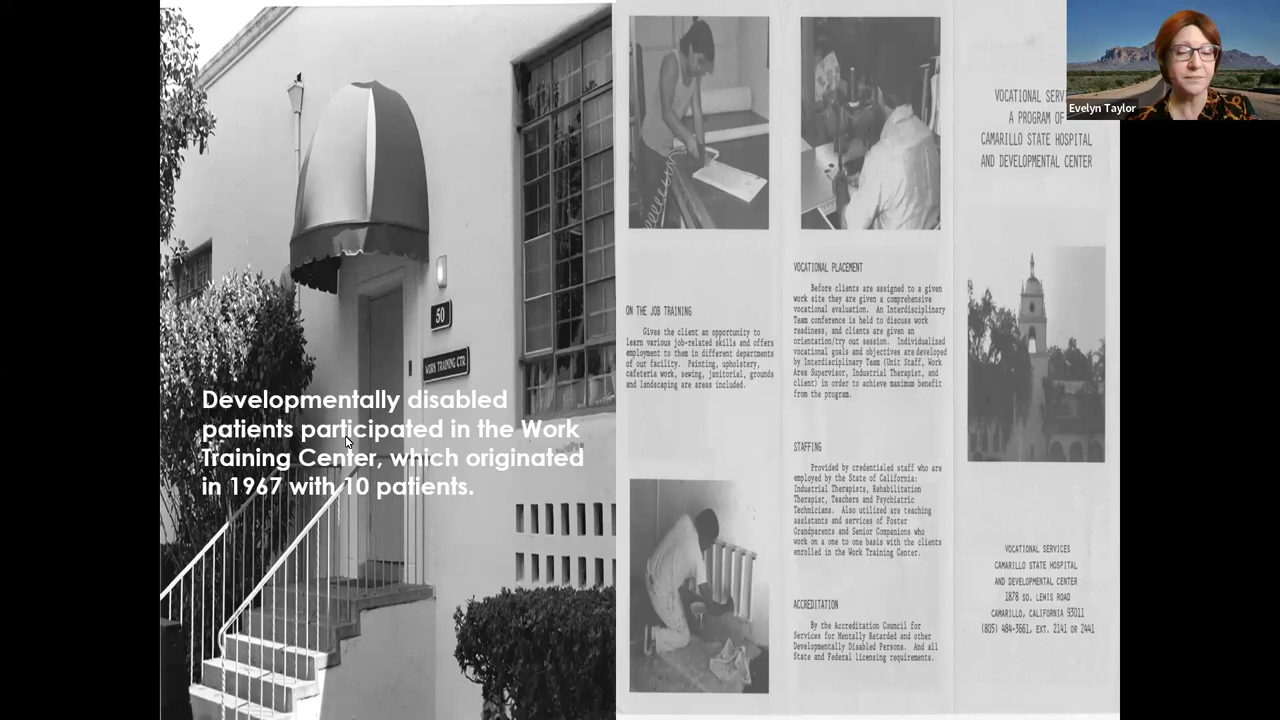 50
WORK TRAINING CTR.
Developmentally disabled
patients participated in the Work
Training Center, which originated
in 1967 with 10 patients.
ON THE JOB TRAINING
Gives the client an opportunity to
learn various job-related skills and offers
employment to them in different departments
of our facility. Painting, upholstery,
cafeteria work, sewing, janitorial, grounds
and landscaping are areas included.
VOCATIONAL PLACEMENT
Before clients are assigned to a given
work site they are given a comprehensive
vocational evaluation. An Interdisciplinary
Team conference is held to discuss work
readiness, and clients are given an
orientation/try out session. Individualized
vocational goals and objectives are developed
by Interdisciplinary Team (Unit Staff, Work
Area Supervisor, Industrial Therapist, and
client) in order to achieve maximum benefit
from the program.
STAFFING
Provided by credentialed staff who are
employed by the State of California:
Industrial Therapists, Rehabilitation
Therapist, Teachers and Psychiatric
Technicians. Also utilized are teaching
assistants and services of Foster
Grandparents and Senior Companions who
work on a one to one basis with the clients
enrolled in the Work Training Center.
ACCREDITATION
By the Accreditation Council for
Services for Mentally Retarded and other
Developmentally Disabled Persons. And all
State and Federal licensing requirements.
VOCATIONAL SERV
A PROGRAM OF
CAMARILLO STATE HOSPITAL
AND DEVELOPMENTAL CENTER
VOCATIONAL SERVICES
CAMARILLO STATE HOSPITAL
AND DEVELOPMENTAL CENTER
1878 SO. LEWIS ROAD
CAMARILLO, CALIFORNIA 93011
(805) 484-3661, EXT. 2141 OR 2441
Evelyn Taylor